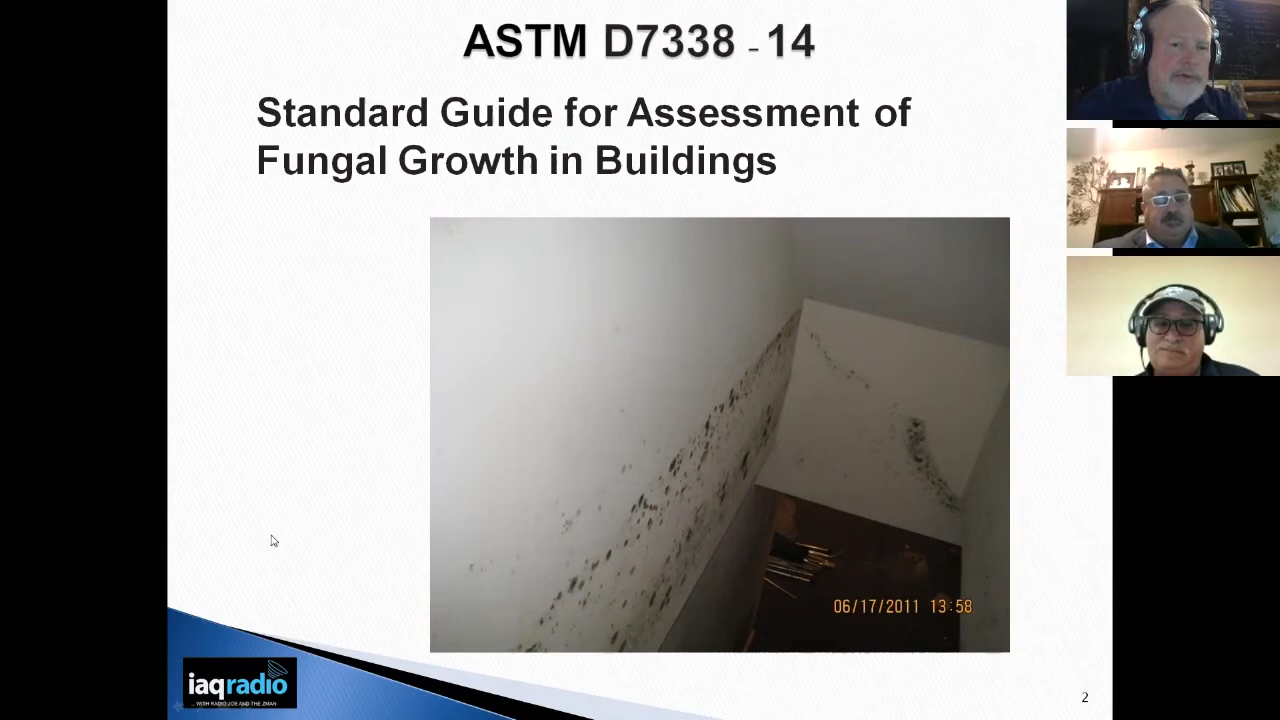 ASTM D7338 - 14
Standard Guide for Assessment of
Fungal Growth in Buildings
06/17/2011 13:58
iaqradio
... WITH RADIO JOE AND THE ZMAN
2